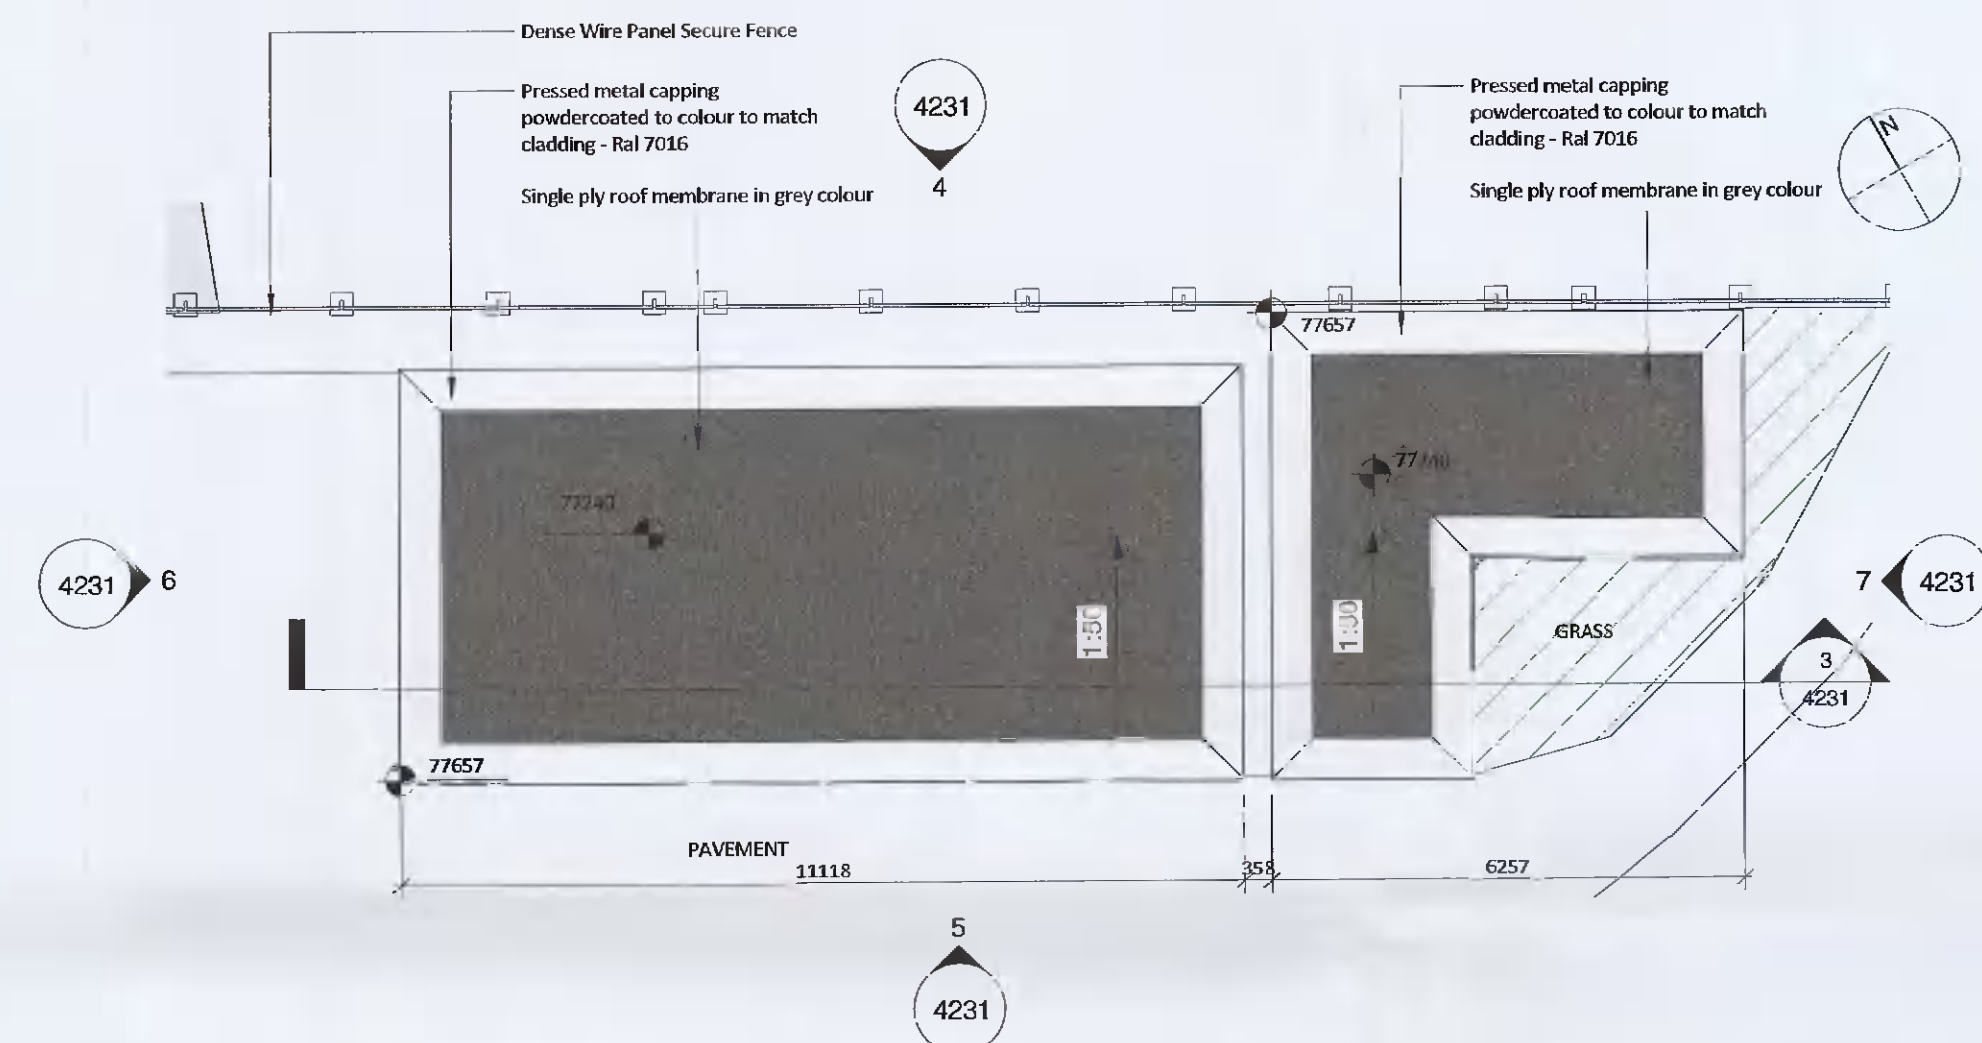 Dense Wire Panel Secure Fence
Pressed metal capping
powdercoated to colour to match
cladding - Ral 7016
Single ply roof membrane in grey colour
4231
4
Pressed metal capping
powdercoated to colour to match
cladding - Ral 7016
Single ply roof membrane in grey colour
N
77657
77240
77240
4231
6
7
4231
1:50
GRASS
3
4231
77657
PAVEMENT
11118
358
6257
5
4231